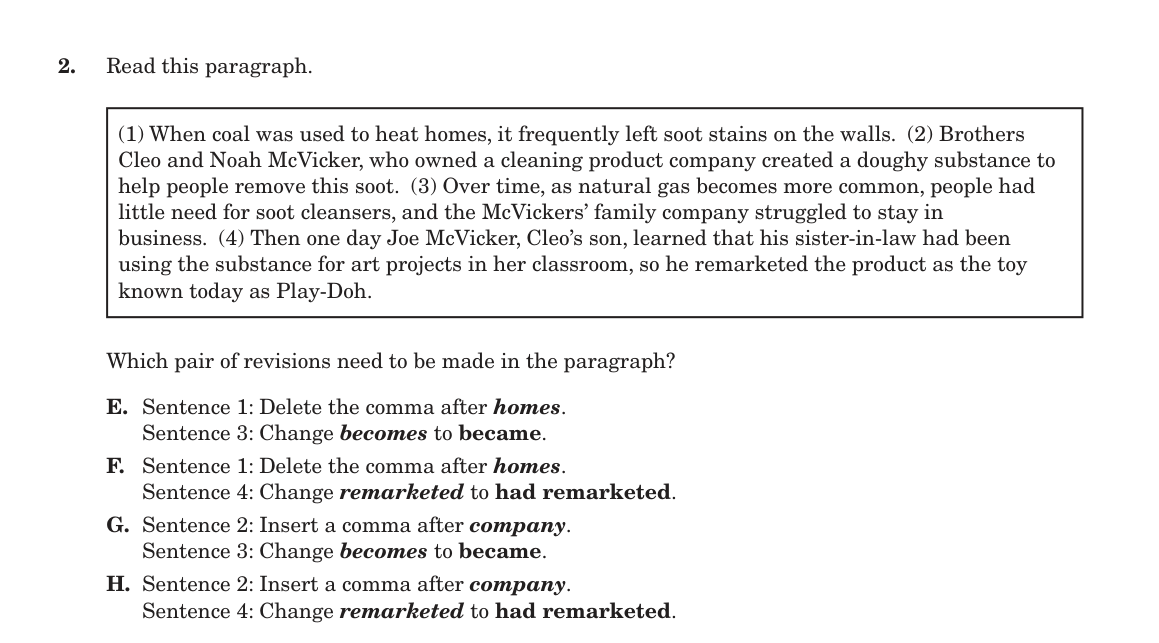 2. Read this paragraph.
(1) When coal was used to heat homes, it frequently left soot stains on the walls. (2) Brothers
Cleo and Noah McVicker, who owned a cleaning product company created a doughy substance to
help people remove this soot. (3) Over time, as natural gas becomes more common, people had
little need for soot cleansers, and the McVickers’ family company struggled to stay in
business. (4) Then one day Joe McVicker, Cleo’s son, learned that his sister-in-law had been
using the substance for art projects in her classroom, so he remarketed the product as the toy
known today as Play-Doh.
Which pair of revisions need to be made in the paragraph?
E. Sentence 1: Delete the comma after homes.
Sentence 3: Change becomes to became.
F. Sentence 1: Delete the comma after homes.
Sentence 4: Change remarketed to had remarketed.
G. Sentence 2: Insert a comma after company.
Sentence 3: Change becomes to became.
H. Sentence 2: Insert a comma after company.
Sentence 4: Change remarketed to had remarketed.